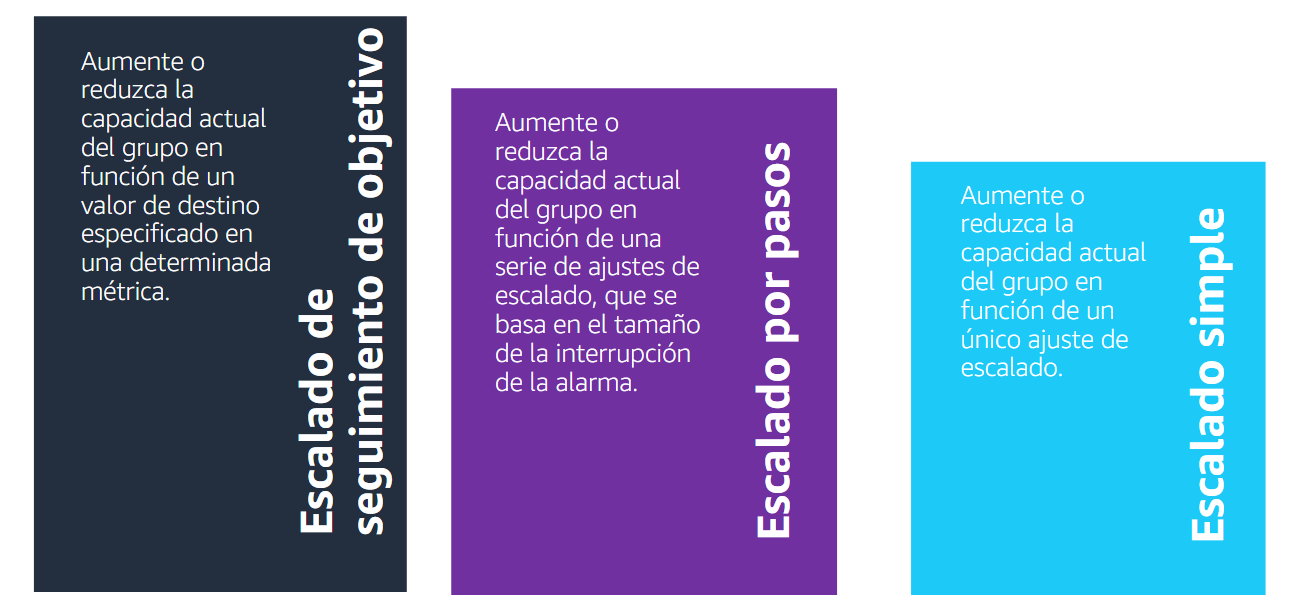 Aumente o
reduzca la
capacidad actual
del grupo en
función de un
valor de destino
especificado en
una determinada
métrica.
Escalado de
seguimiento de objetivo
Aumente o
reduzca la
capacidad actual
del grupo en
función de una
serie de ajustes de
escalado, que se
basa en el tamaño
de la interrupción
de la alarma.
Escalado por pasos
Aumente o
reduzca la
capacidad actual
del grupo en
función de un
único ajuste de
escalado.
Escalado simple